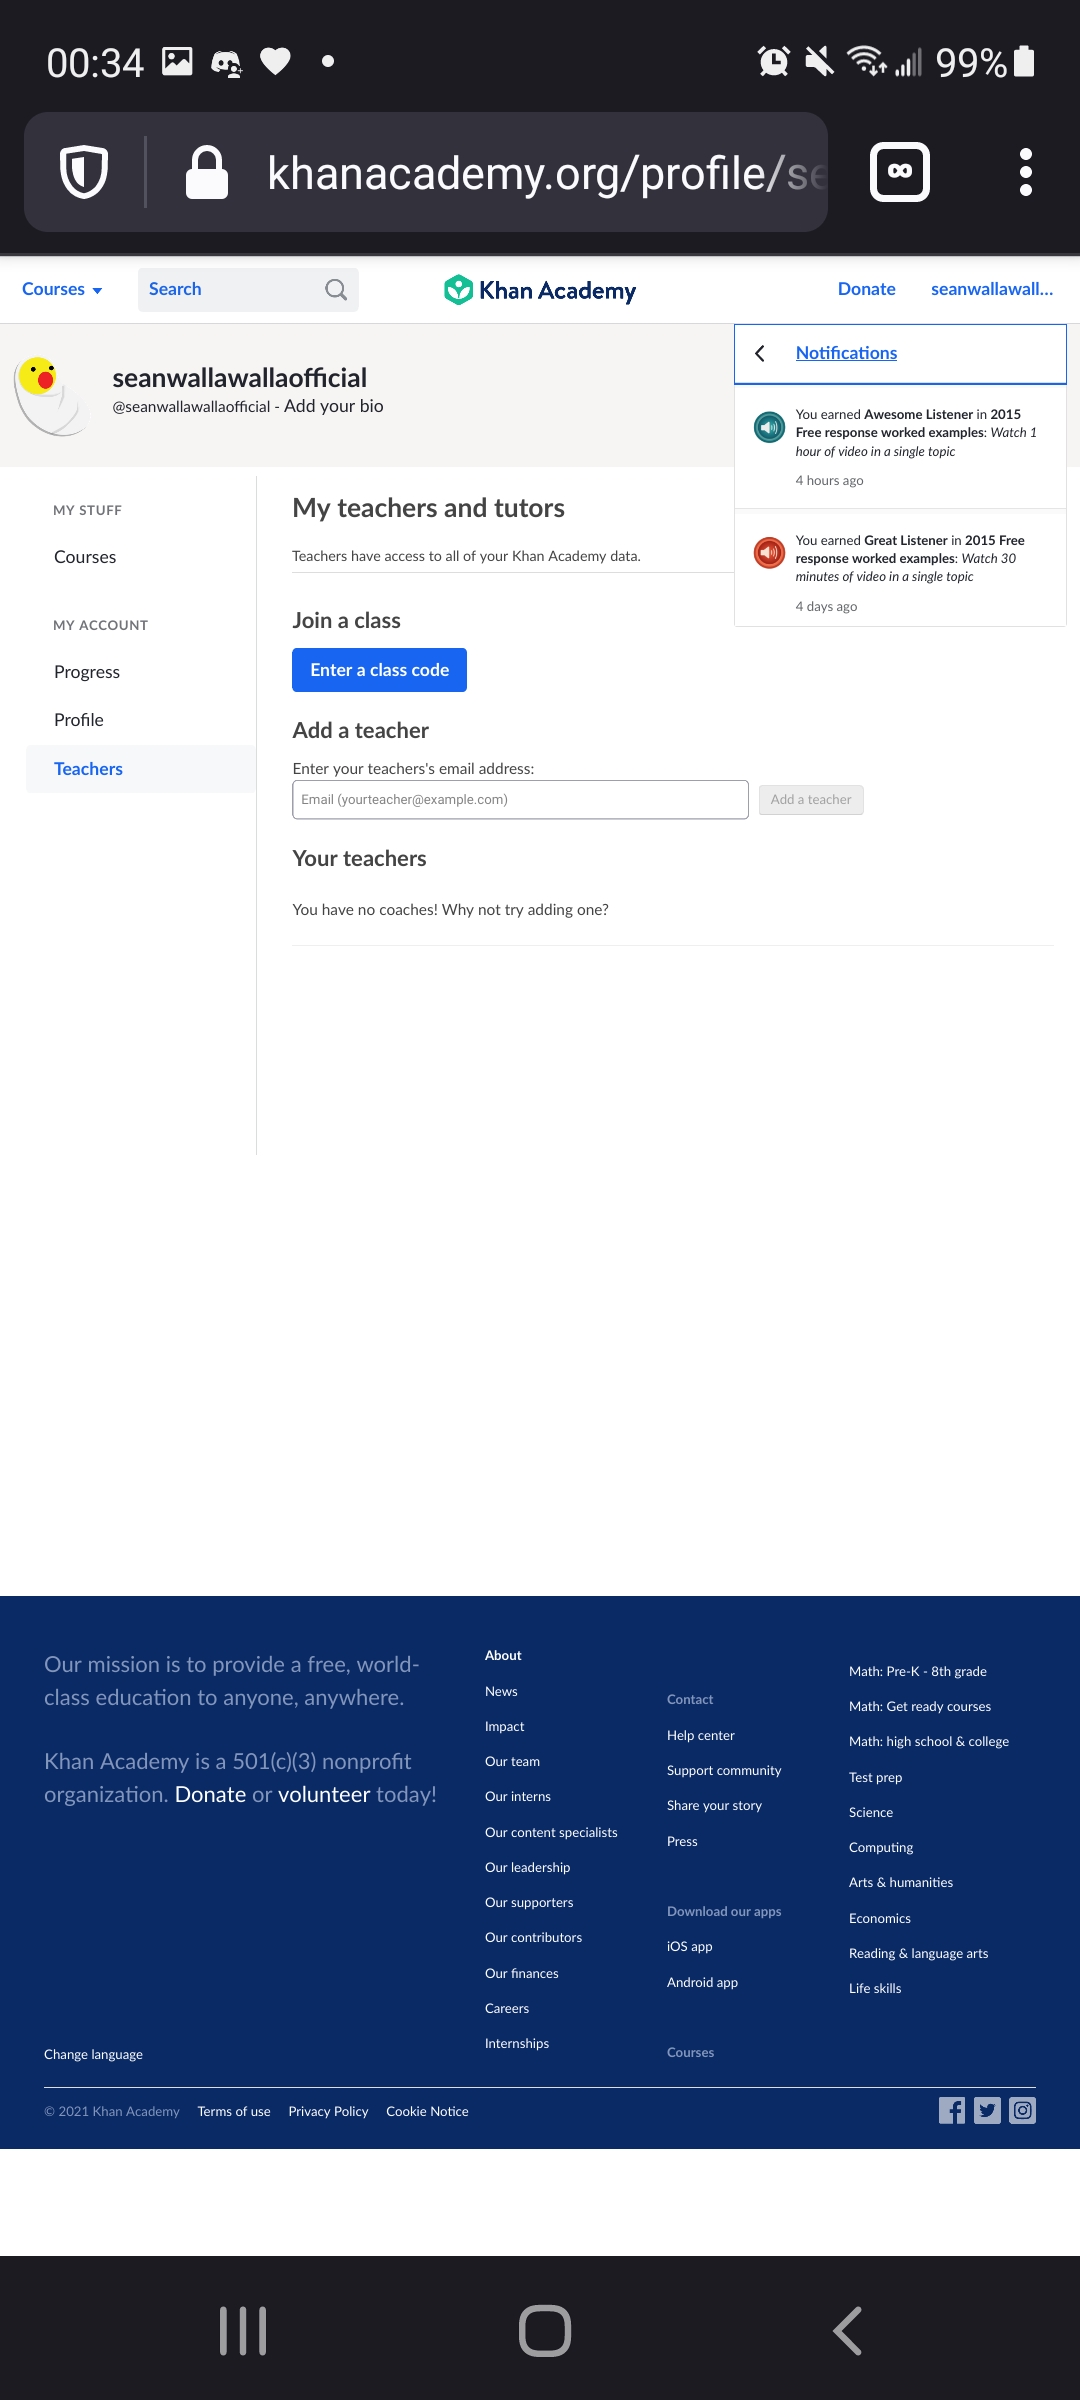 00:34
99%
khanacademy.org/profile/se
Courses
Search
Khan Academy
Donate
seanwallawall...
Notifications
You earned Awesome Listener in 2015
Free response worked examples: Watch 1
hour of video in a single topic
4 hours ago
You earned Great Listener in 2015 Free
response worked examples: Watch 30
minutes of video in a single topic
4 days ago
seanwallawallaofficial
@seanwallawallaofficial - Add your bio
MY STUFF
Courses
MY ACCOUNT
Progress
Profile
Teachers
My teachers and tutors
Teachers have access to all of your Khan Academy data.
Join a class
Enter a class code
Add a teacher
Enter your teachers's email address:
Email (yourteacher@example.com)
Add a teacher
Your teachers
You have no coaches! Why not try adding one?
Our mission is to provide a free, world-
class education to anyone, anywhere.
Khan Academy is a 501(c)(3) nonprofit
organization. Donate or volunteer today!
About
News
Impact
Our team
Our interns
Our content specialists
Our leadership
Our supporters
Our contributors
Our finances
Careers
Internships
Contact
Help center
Support community
Share your story
Press
Download our apps
iOS app
Android app
Courses
Math: Pre-K - 8th grade
Math: Get ready courses
Math: high school & college
Test prep
Science
Computing
Arts & humanities
Economics
Reading & language arts
Life skills
Change language
© 2021 Khan Academy
Terms of use
Privacy Policy
Cookie Notice